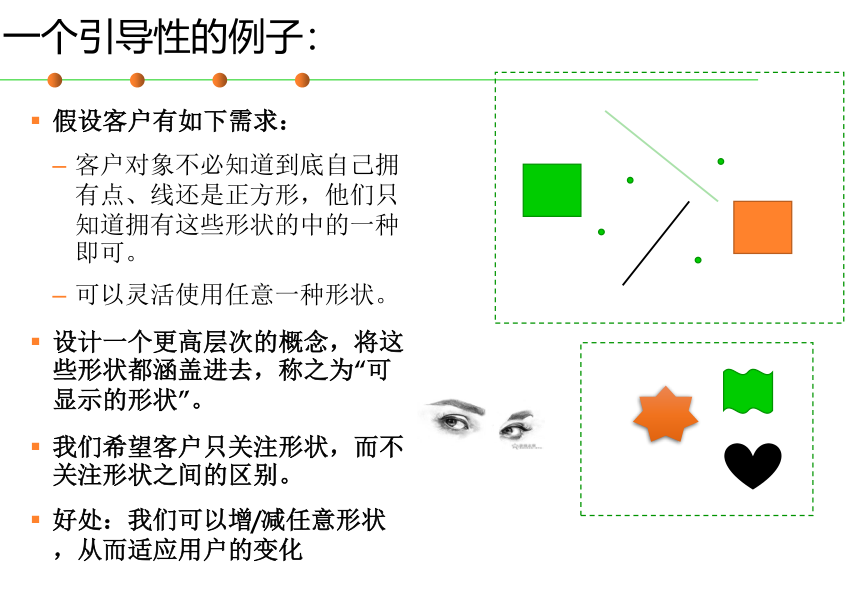 一个引导性的例子：
假设客户有如下需求：
客户对象不必知道到底自己拥
有点、线还是正方形，他们只
知道拥有这些形状的中的一种
即可。
可以灵活使用任意一种形状。
设计一个更高层次的概念，将这
些形状都涵盖进去，称之为“可
显示的形状”。
我们希望客户只关注形状，而不
关注形状之间的区别。
好处：我们可以增/减任意形状
，从而适应用户的变化